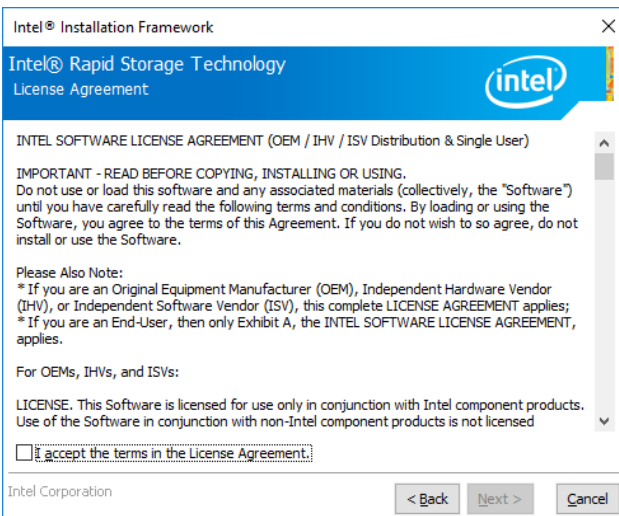 Intel® Installation Framework
Intel® Rapid Storage Technology
License Agreement
intel
INTEL SOFTWARE LICENSE AGREEMENT (OEM / IHV / ISV Distribution & Single User)
IMPORTANT - READ BEFORE COPYING, INSTALLING OR USING.
Do not use or load this software and any associated materials (collectively, the "Software")
until you have carefully read the following terms and conditions. By loading or using the
Software, you agree to the terms of this Agreement. If you do not wish to so agree, do not
install or use the Software.
Please Also Note:
* If you are an Original Equipment Manufacturer (OEM), Independent Hardware Vendor
(IHV), or Independent Software Vendor (ISV), this complete LICENSE AGREEMENT applies;
* If you are an End-User, then only Exhibit A, the INTEL SOFTWARE LICENSE AGREEMENT,
applies.
For OEMs, IHVs, and ISVs:
LICENSE. This Software is licensed for use only in conjunction with Intel component products.
Use of the Software in conjunction with non-Intel component products is not licensed
I accept the terms in the License Agreement.
Intel Corporation
< Back Next > Cancel